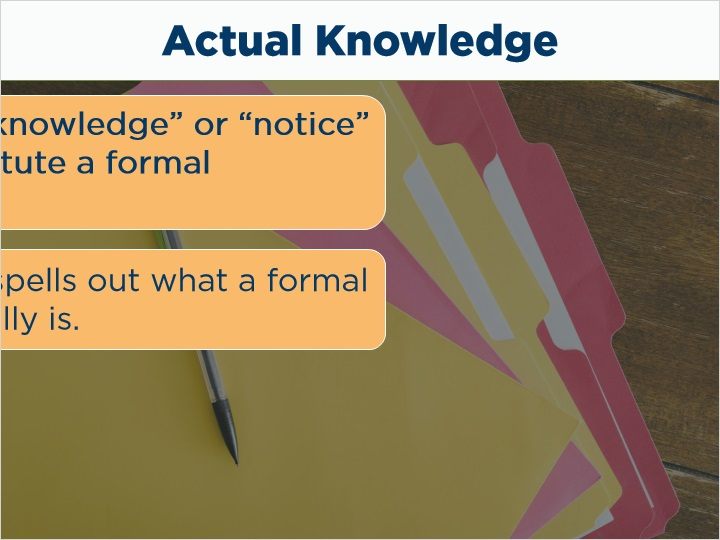 Actual Knowledge
knowledge” or “notice”
tute a formal
spells out what a formal
lly is.